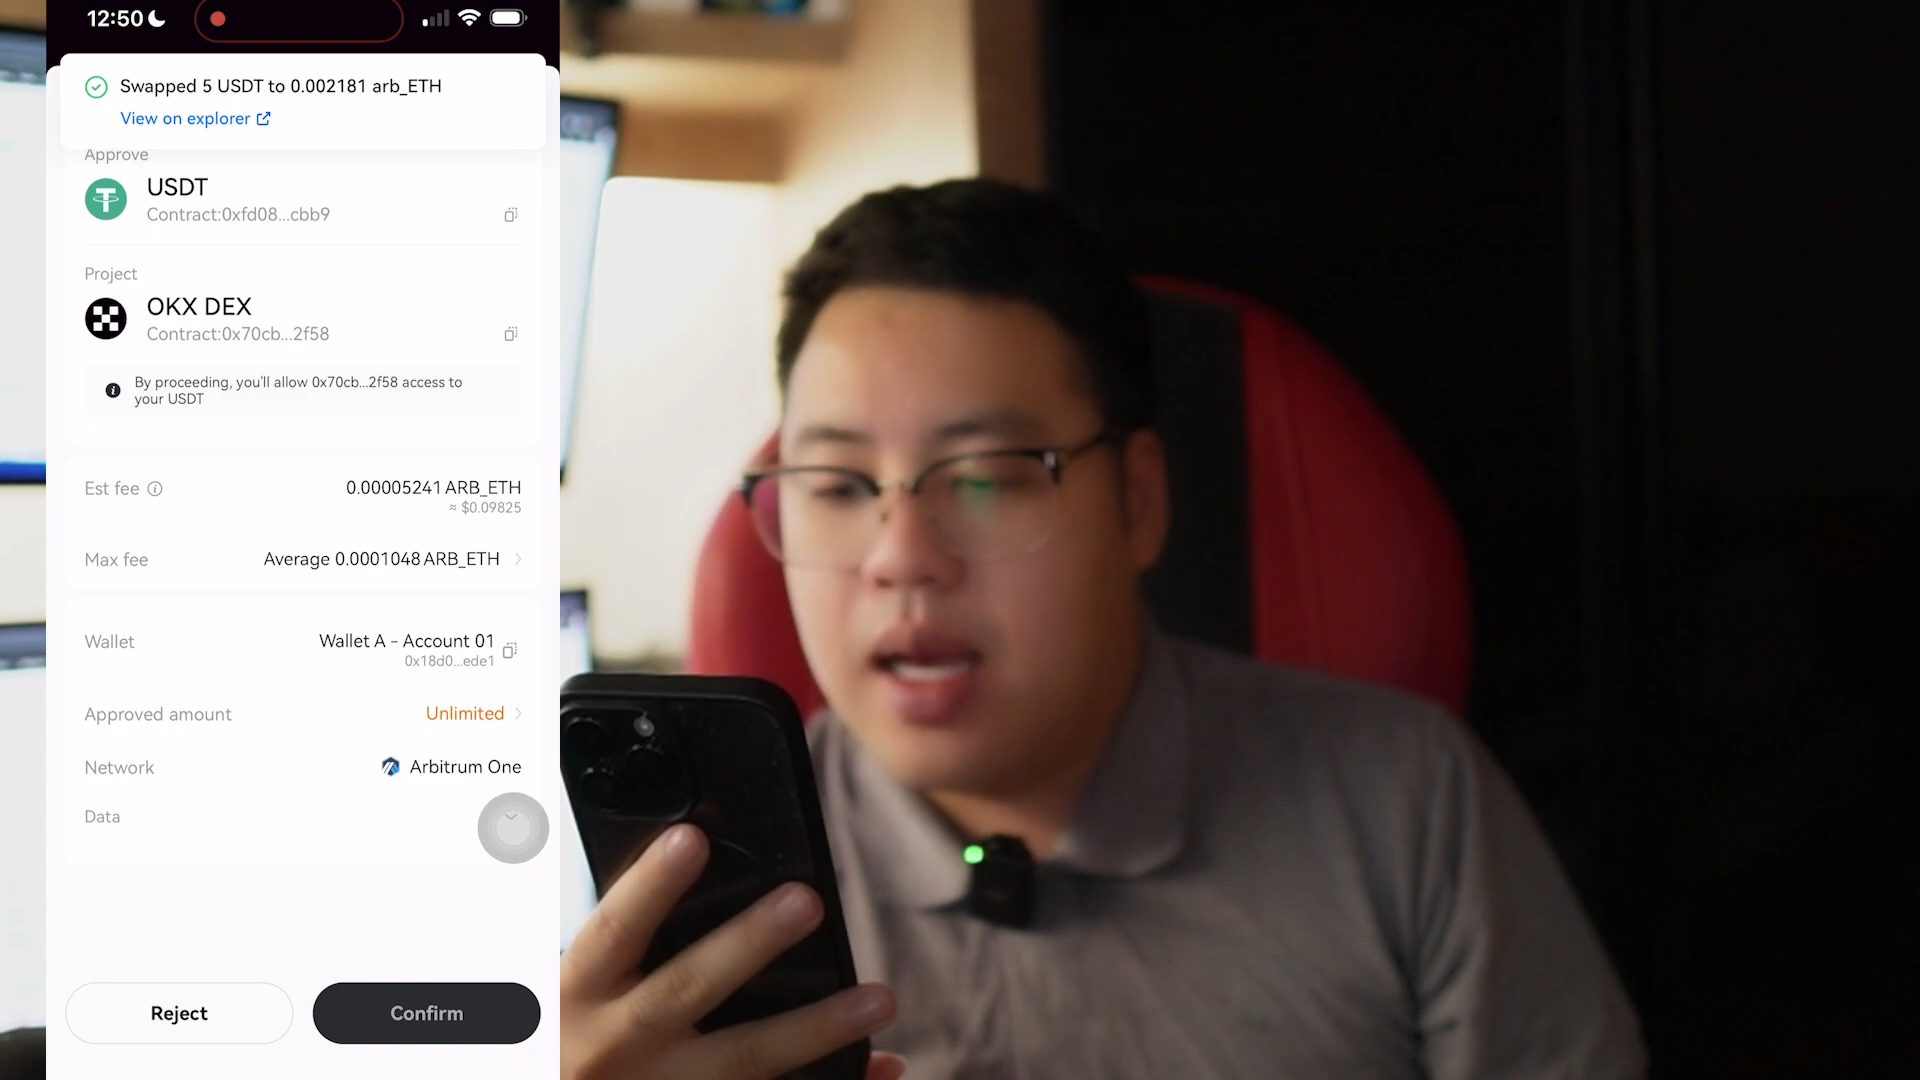 12:50
Swapped 5 USDT to 0.002181 arb_ETH
View on explorer
Approve
USDT
Contract:0xfd08...cbb9
Project
OKX DEX
Contract:0x70cb...2f58
By proceeding, you'll allow 0x70cb...2f58 access to
your USDT
Est fee 0.00005241 ARB_ETH
≈ $0.09825
Max fee Average 0.0001048 ARB_ETH
Wallet Wallet A - Account 01
0x18d0...ede1
Approved amount Unlimited
Network Arbitrum One
Data
Reject Confirm